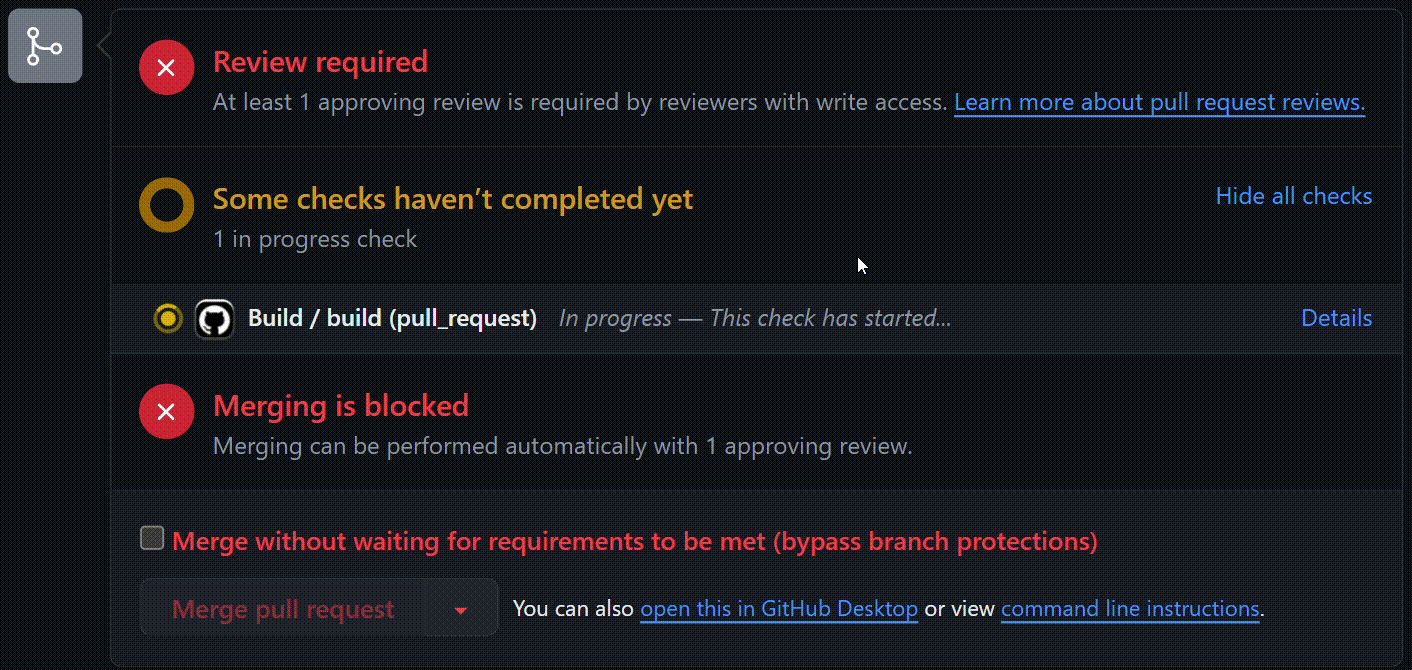 Review required
At least 1 approving review is required by reviewers with write access. Learn more about pull request reviews.
Some checks haven’t completed yet
Hide all checks
1 in progress check
Build / build (pull_request) In progress — This check has started...
Details
Merging is blocked
Merging can be performed automatically with 1 approving review.
Merge without waiting for requirements to be met (bypass branch protections)
Merge pull request
You can also open this in GitHub Desktop or view command line instructions.